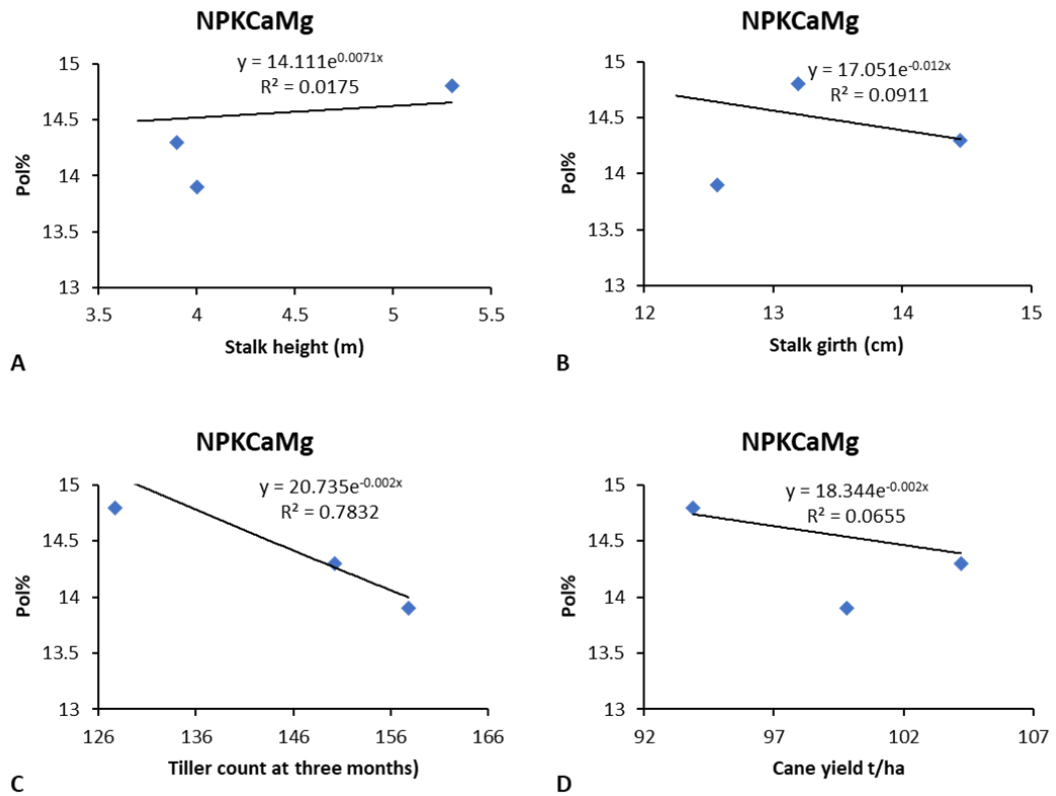 NPKCaMg
y = 14.111e^0.0071x
R² = 0.0175
15
14.5
14
13.5
13
Pol%
3.5 4 4.5 5 5.5
Stalk height (m)
A
NPKCaMg
y = 17.051e^-0.012x
R² = 0.0911
15
14.5
14
13.5
13
Pol%
12 13 14 15
Stalk girth (cm)
B
NPKCaMg
y = 20.735e^-0.002x
R² = 0.7832
15
14.5
14
13.5
13
Pol%
126 136 146 156 166
Tiller count at three months)
C
NPKCaMg
y = 18.344e^-0.002x
R² = 0.0655
15
14.5
14
13.5
13
Pol%
92 97 102 107
Cane yield t/ha
D